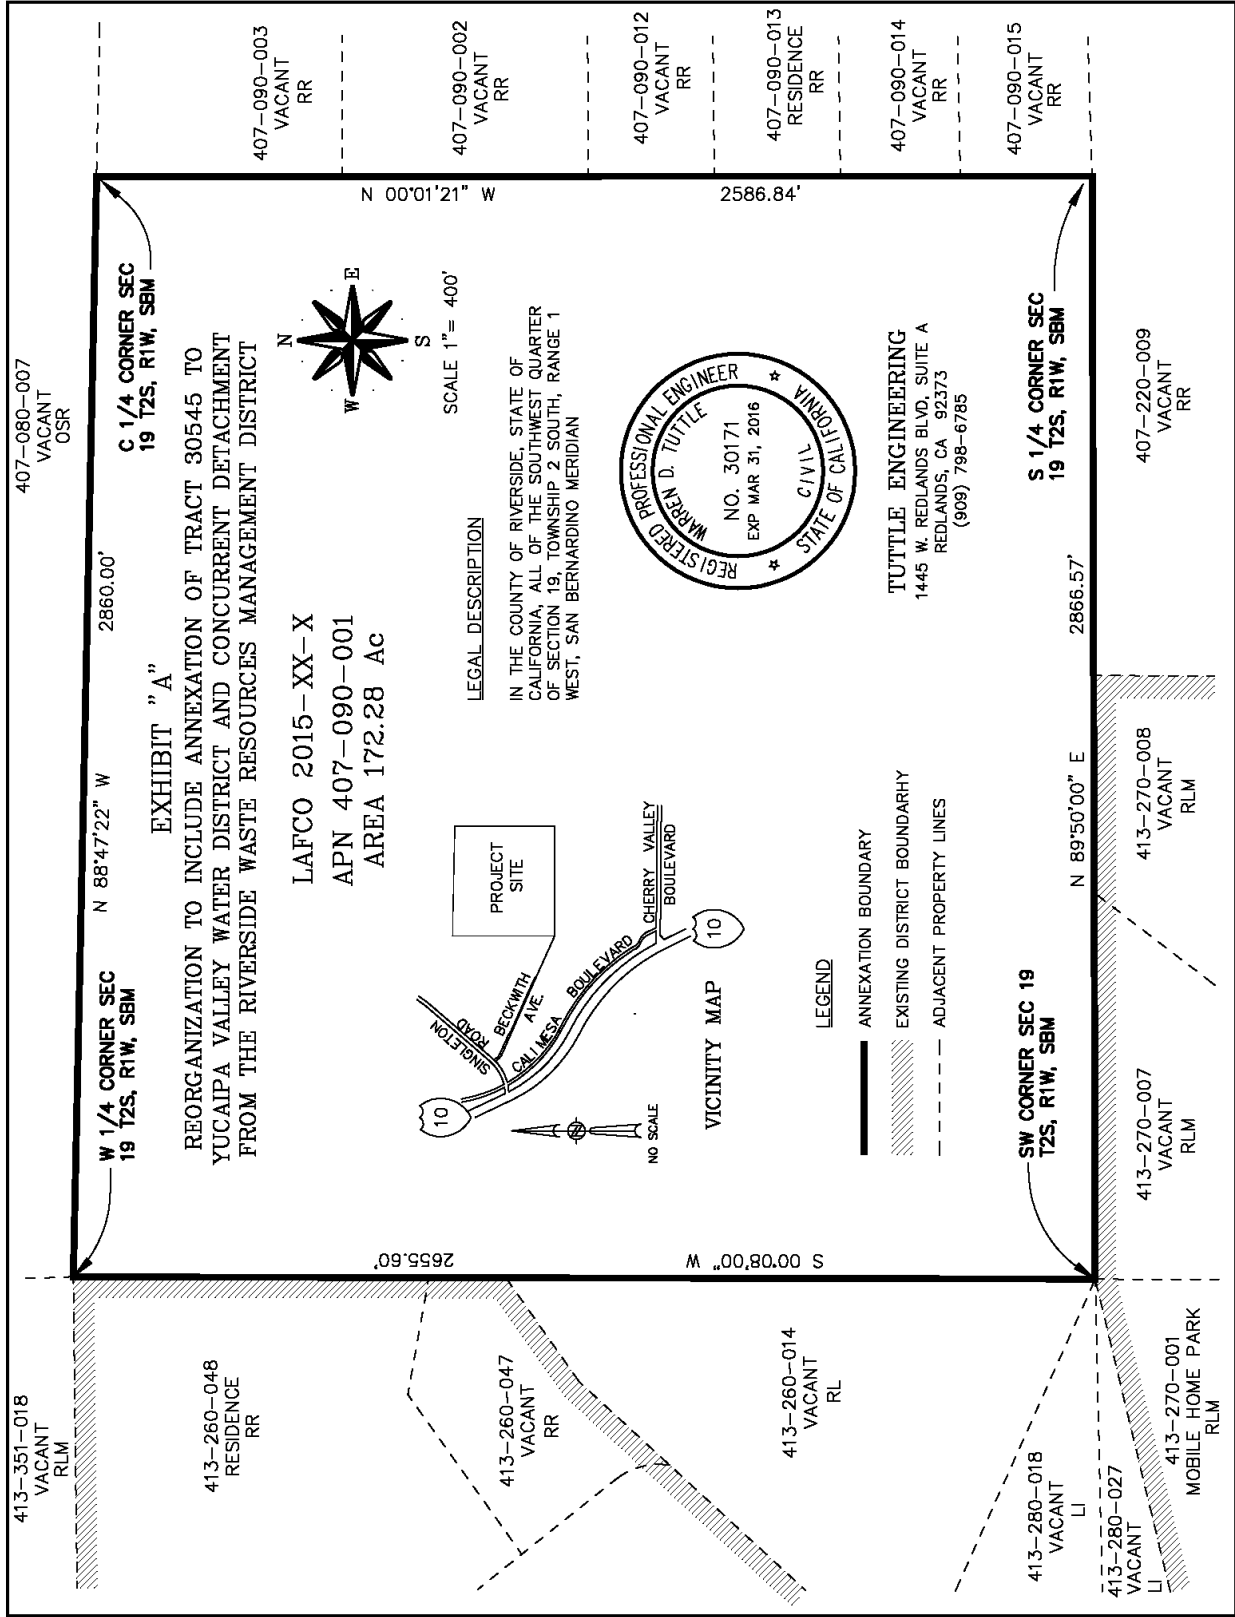 413-351-018
VACANT
RLM
407-080-007
VACANT
OSR
N 88°47'22" W
2860.00'
W 1/4 CORNER SEC
19 T2S, R1W, SBM
C 1/4 CORNER SEC
19 T2S, R1W, SBM
EXHIBIT "A"
REORGANIZATION TO INCLUDE ANNEXATION OF TRACT 30545 TO
YUCAIPA VALLEY WATER DISTRICT AND CONCURRENT DETACHMENT
FROM THE RIVERSIDE WASTE RESOURCES MANAGEMENT DISTRICT
LAFCO 2015-XX-X
APN 407-090-001
AREA 172.28 Ac
N
W
E
S
SCALE 1"= 400'
413-260-048
RESIDENCE
RR
413-260-047
VACANT
RR
413-260-014
VACANT
RL
413-280-018
VACANT
LI
413-280-027
VACANT
LI
413-270-001
MOBILE HOME PARK
RLM
2655.60'
S 00°08'00" W
10
SINGLETON
ROAD
BECKWITH
AVE.
PROJECT
SITE
CALIMESA
BOULEVARD
CHERRY VALLEY
BOULEVARD
10
NO SCALE
VICINITY MAP
LEGAL DESCRIPTION
IN THE COUNTY OF RIVERSIDE, STATE OF
CALIFORNIA, ALL OF THE SOUTHWEST QUARTER
OF SECTION 19, TOWNSHIP 2 SOUTH, RANGE 1
WEST, SAN BERNARDINO MERIDIAN
REGISTERED PROFESSIONAL ENGINEER
WARREN D. TUTTLE
NO. 30171
EXP MAR 31, 2016
CIVIL
STATE OF CALIFORNIA
LEGEND
ANNEXATION BOUNDARY
EXISTING DISTRICT BOUNDARHY
ADJACENT PROPERTY LINES
TUTTLE ENGINEERING
1445 W. REDLANDS BLVD, SUITE A
REDLANDS, CA 92373
(909) 798-6785
N 00°01'21" W
2586.84'
407-090-003
VACANT
RR
407-090-002
VACANT
RR
407-090-012
VACANT
RR
407-090-013
RESIDENCE
RR
407-090-014
VACANT
RR
407-090-015
VACANT
RR
SW CORNER SEC 19
T2S, R1W, SBM
S 1/4 CORNER SEC
19 T2S, R1W, SBM
N 89°50'00" E
2866.57'
413-270-007
VACANT
RLM
413-270-008
VACANT
RLM
407-220-009
VACANT
RR